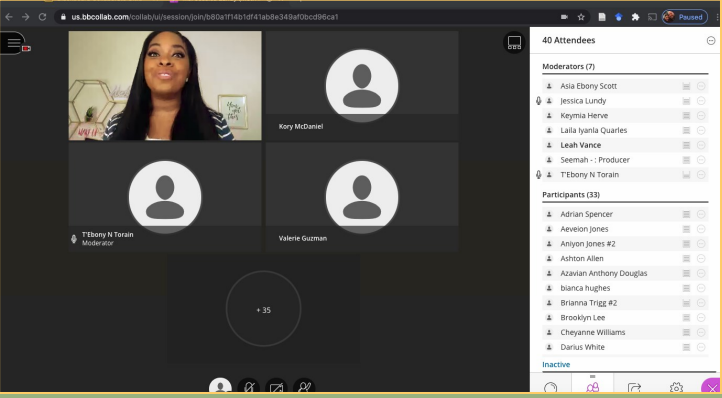 us.bbcollab.com/collab/ui/session/join/b80a1f14b1df41ab8e349af0bcd96ca1
Paused
Kory McDaniel
T'Ebony N Torain
Moderator
Valerie Guzman
+ 35
40 Attendees
Moderators (7)
Asia Ebony Scott
Jessica Lundy
Keymia Herve
Laila Iyanla Quarles
Leah Vance
Seemah - : Producer
T'Ebony N Torain
Participants (33)
Adrian Spencer
Aeveion Jones
Aniyon Jones #2
Ashton Allen
Azavian Anthony Douglas
bianca hughes
Brianna Trigg #2
Brooklyn Lee
Cheyanne Williams
Darius White
Inactive